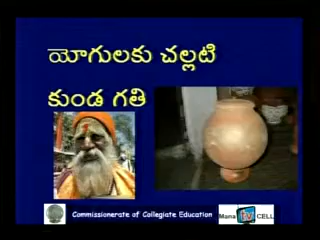 యోగులకు చల్లటి
కుండ గతి
Commissionerate of Collegiate Education
Mana TV CELL